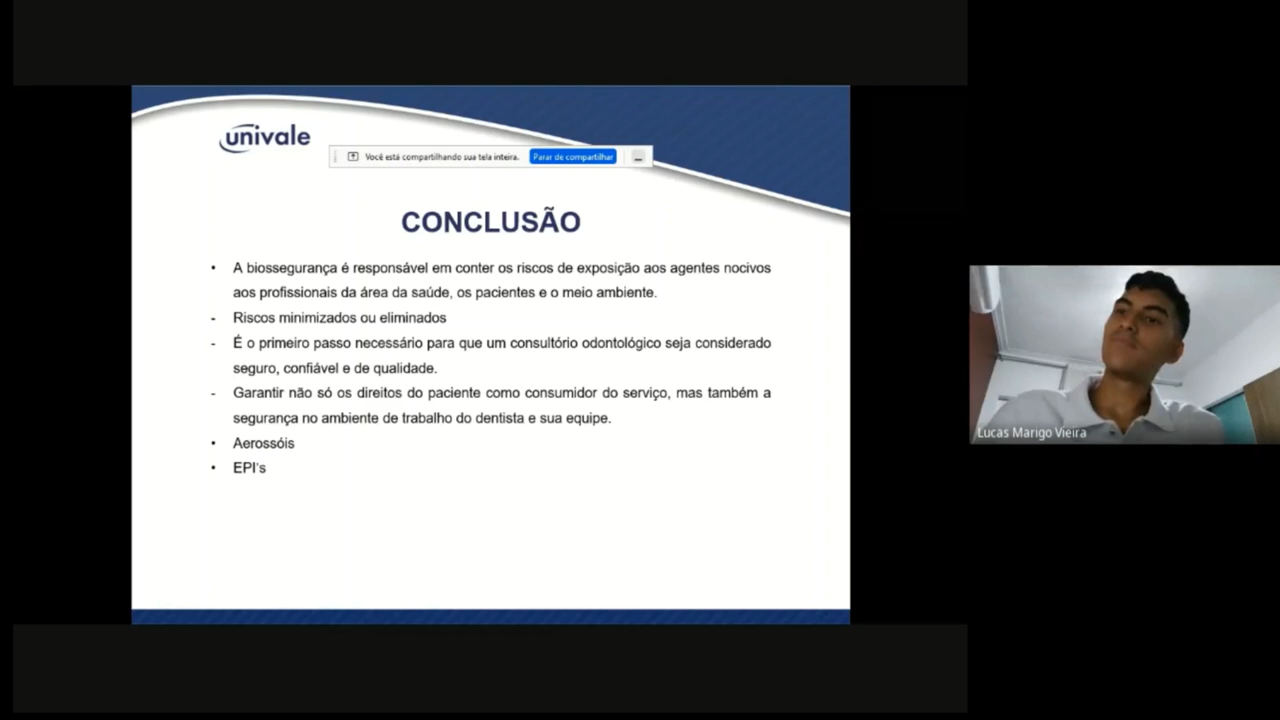 univale
Você está compartilhando sua tela inteira. Parar de compartilhar
CONCLUSÃO
• A biossegurança é responsável em conter os riscos de exposição aos agentes nocivos
aos profissionais da área da saúde, os pacientes e o meio ambiente.
- Riscos minimizados ou eliminados
- É o primeiro passo necessário para que um consultório odontológico seja considerado
seguro, confiável e de qualidade.
- Garantir não só os direitos do paciente como consumidor do serviço, mas também a
segurança no ambiente de trabalho do dentista e sua equipe.
• Aerossóis
• EPI's
Lucas Marigo Vieira